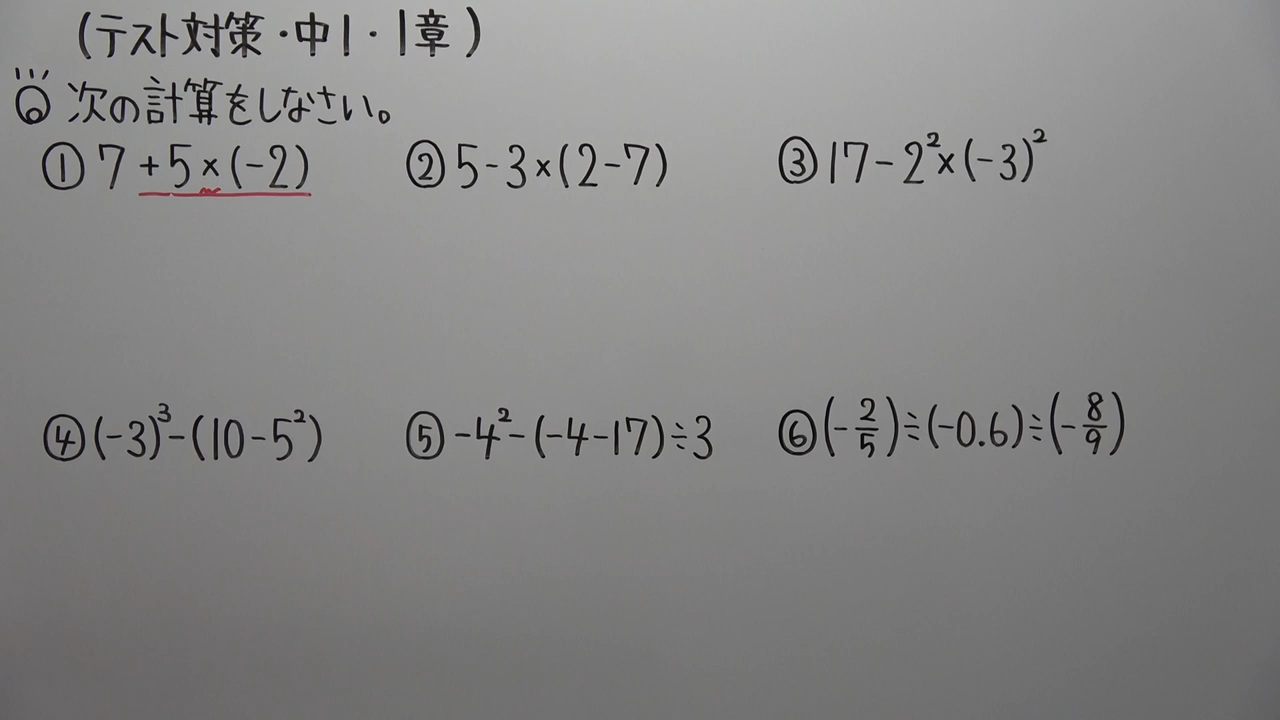 (テスト対策・中1・1章)
◎ 次の計算をしなさい。
① 7+5×(-2) ② 5-3×(2-7) ③ 17-2²×(-3)²
④ (-3)³-(10-5²) ⑤ -4²-(-4-17)÷3 ⑥ (-2/5)÷(-0.6)÷(-8/9)